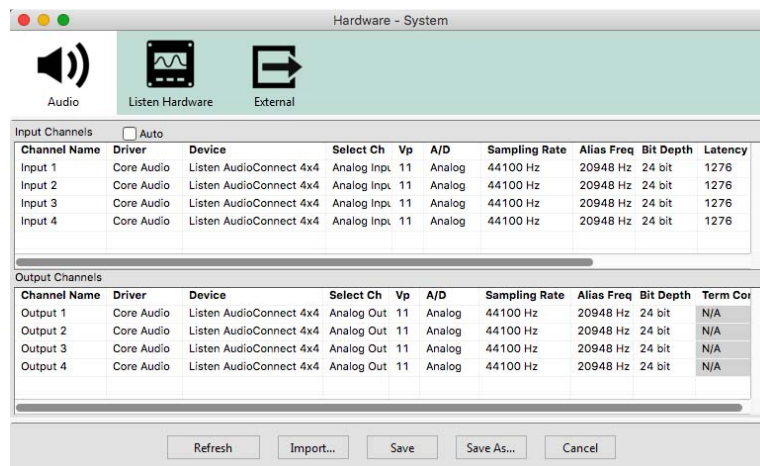 Hardware - System
Audio Listen Hardware External
Input Channels Auto
Channel Name Driver Device Select Ch Vp A/D Sampling Rate Alias Freq Bit Depth Latency
Input 1 Core Audio Listen AudioConnect 4x4 Analog Inpu 11 Analog 44100 Hz 20948 Hz 24 bit 1276
Input 2 Core Audio Listen AudioConnect 4x4 Analog Inpu 11 Analog 44100 Hz 20948 Hz 24 bit 1276
Input 3 Core Audio Listen AudioConnect 4x4 Analog Inpu 11 Analog 44100 Hz 20948 Hz 24 bit 1276
Input 4 Core Audio Listen AudioConnect 4x4 Analog Inpu 11 Analog 44100 Hz 20948 Hz 24 bit 1276
Output Channels
Channel Name Driver Device Select Ch Vp A/D Sampling Rate Alias Freq Bit Depth Term Cor
Output 1 Core Audio Listen AudioConnect 4x4 Analog Out 11 Analog 44100 Hz 20948 Hz 24 bit N/A
Output 2 Core Audio Listen AudioConnect 4x4 Analog Out 11 Analog 44100 Hz 20948 Hz 24 bit N/A
Output 3 Core Audio Listen AudioConnect 4x4 Analog Out 11 Analog 44100 Hz 20948 Hz 24 bit N/A
Output 4 Core Audio Listen AudioConnect 4x4 Analog Out 11 Analog 44100 Hz 20948 Hz 24 bit N/A
Refresh Import... Save Save As... Cancel